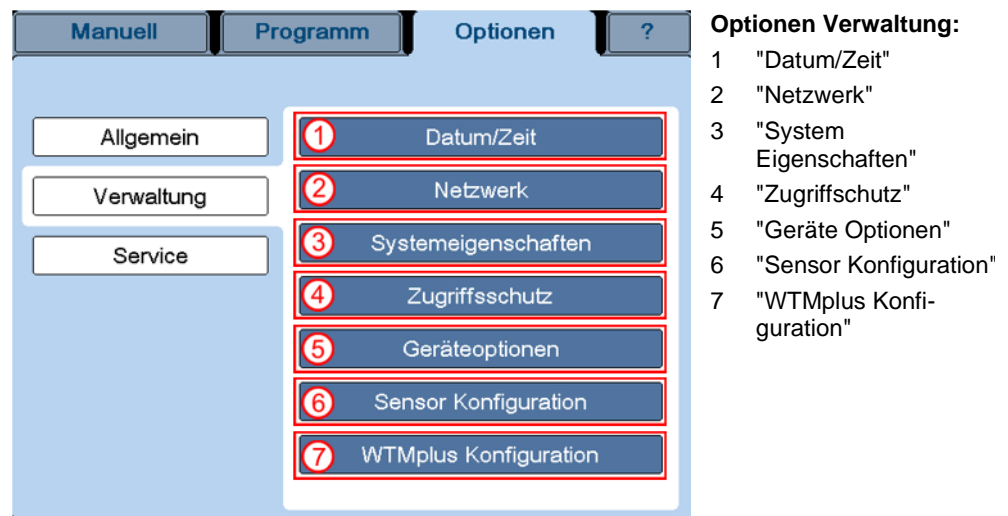 Manuell
Programm
Optionen
?
Allgemein
Verwaltung
Service
1 Datum/Zeit
2 Netzwerk
3 Systemeigenschaften
4 Zugriffsschutz
5 Geräteoptionen
6 Sensor Konfiguration
7 WTMplus Konfiguration
Optionen Verwaltung:
1 "Datum/Zeit"
2 "Netzwerk"
3 "System
Eigenschaften"
4 "Zugriffschutz"
5 "Geräte Optionen"
6 "Sensor Konfiguration"
7 "WTMplus Konfi-
guration"